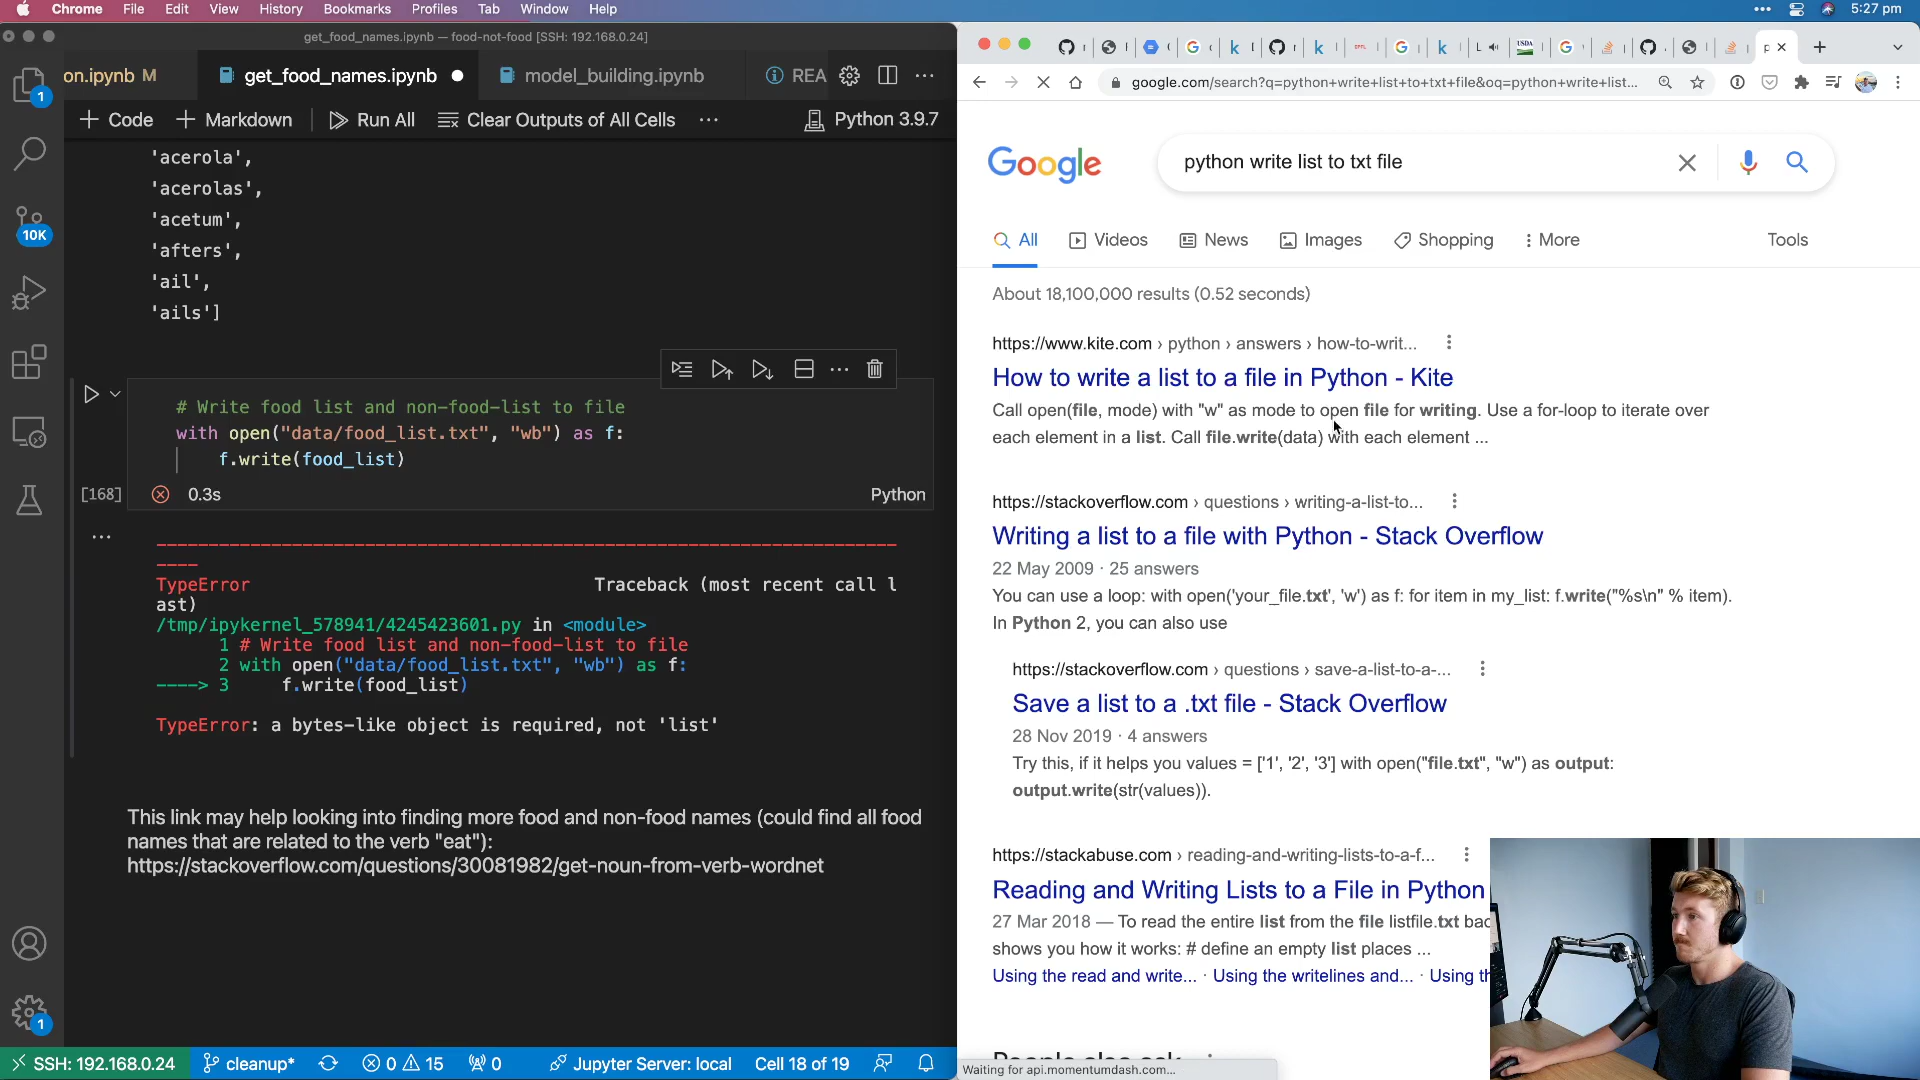 Chrome File Edit View History Bookmarks Profiles Tab Window Help
5:27 pm
get_food_names.ipynb — food-not-food [SSH: 192.168.0.24]
on.ipynb M get_food_names.ipynb model_building.ipynb REA
Code Markdown Run All Clear Outputs of All Cells Python 3.9.7
'acerola',
'acerolas',
'acetum',
'afters',
'ail',
'ails']
1
10K
# Write food list and non-food-list to file
with open("data/food_list.txt", "wb") as f:
f.write(food_list)
[168] 0.3s Python
TypeError Traceback (most recent call l
ast)
/tmp/ipykernel_578941/4245423601.py in <module>
1 # Write food list and non-food-list to file
2 with open("data/food_list.txt", "wb") as f:
----> 3 f.write(food_list)
TypeError: a bytes-like object is required, not 'list'
This link may help looking into finding more food and non-food names (could find all food
names that are related to the verb "eat"):
https://stackoverflow.com/questions/30081982/get-noun-from-verb-wordnet
1
SSH: 192.168.0.24 cleanup* 0 15 0 Jupyter Server: local Cell 18 of 19
google.com/search?q=python+write+list+to+txt+file&oq=python+write+list...
Google
python write list to txt file
All Videos News Images Shopping More Tools
About 18,100,000 results (0.52 seconds)
https://www.kite.com › python › answers › how-to-writ...
How to write a list to a file in Python - Kite
Call open(file, mode) with "w" as mode to open file for writing. Use a for-loop to iterate over
each element in a list. Call file.write(data) with each element ...
https://stackoverflow.com › questions › writing-a-list-to...
Writing a list to a file with Python - Stack Overflow
22 May 2009 · 25 answers
You can use a loop: with open('your_file.txt', 'w') as f: for item in my_list: f.write("%s\n" % item).
In Python 2, you can also use
https://stackoverflow.com › questions › save-a-list-to-a-...
Save a list to a .txt file - Stack Overflow
28 Nov 2019 · 4 answers
Try this, if it helps you values = ['1', '2', '3'] with open("file.txt", "w") as output:
output.write(str(values)).
https://stackabuse.com › reading-and-writing-lists-to-a-f...
Reading and Writing Lists to a File in Python
27 Mar 2018 — To read the entire list from the file listfile.txt bac
shows you how it works: # define an empty list places ...
Using the read and write... · Using the writelines and... · Using th
People also ask
Waiting for api.momentumdash.com...